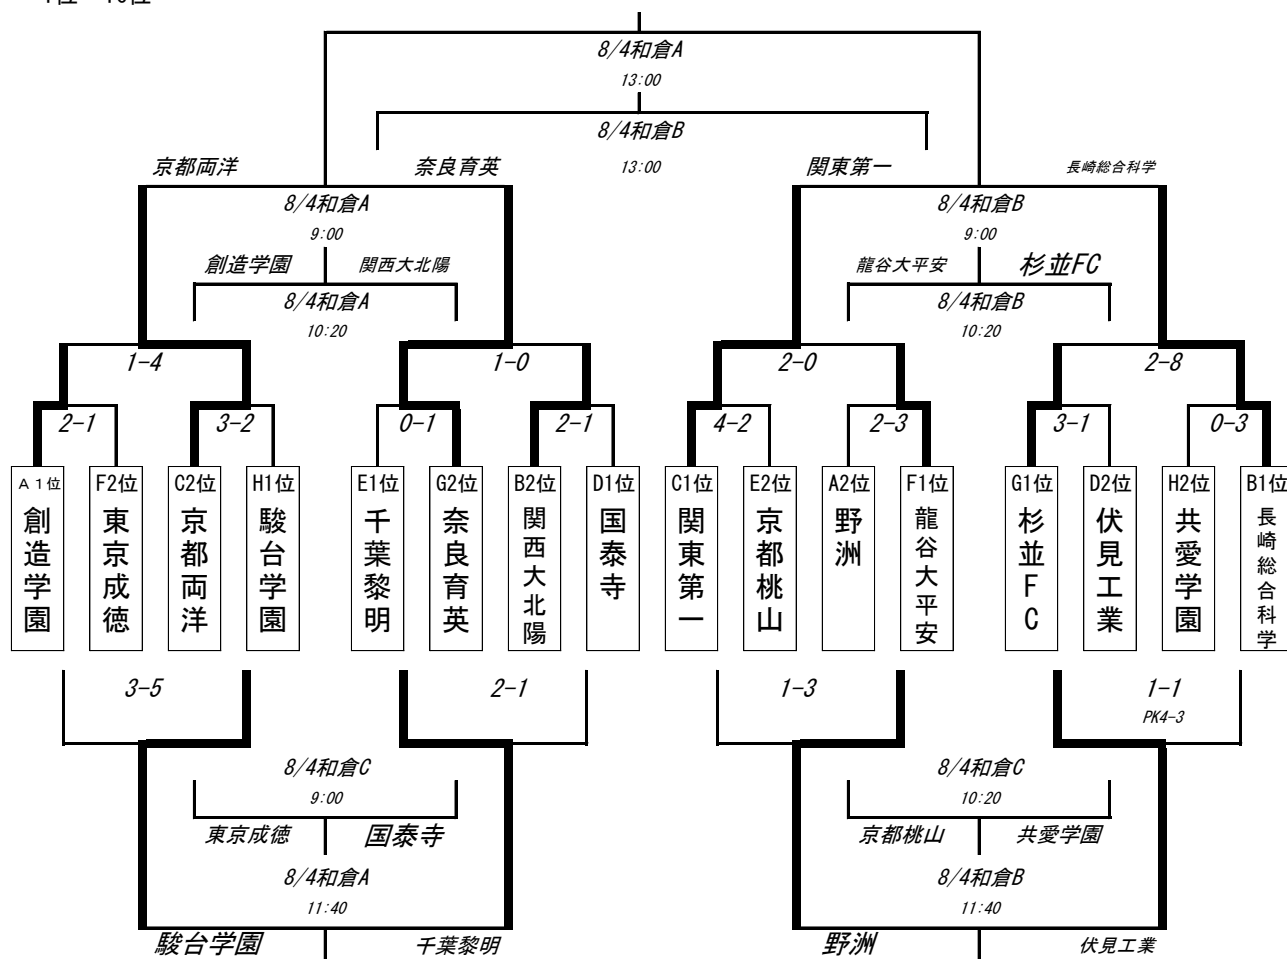 8/4和倉A
13:00
8/4和倉B
13:00
京都両洋
奈良育英
関東第一
長崎総合科学
8/4和倉A
9:00
8/4和倉B
9:00
創造学園
関西大北陽
龍谷大平安
杉並FC
8/4和倉A
10:20
8/4和倉B
10:20
1-4
1-0
2-0
2-8
2-1
3-2
0-1
2-1
4-2
2-3
3-1
0-3
A1位
創造学園
F2位
東京成徳
C2位
京都両洋
H1位
駿台学園
E1位
千葉黎明
G2位
奈良育英
B2位
関西大北陽
D1位
国泰寺
C1位
関東第一
E2位
京都桃山
A2位
野洲
F1位
龍谷大平安
G1位
杉並FC
D2位
伏見工業
H2位
共愛学園
B1位
長崎総合科学
3-5
2-1
1-3
1-1
PK4-3
8/4和倉C
9:00
8/4和倉C
10:20
東京成徳
国泰寺
京都桃山
共愛学園
8/4和倉A
11:40
8/4和倉B
11:40
駿台学園
千葉黎明
野洲
伏見工業